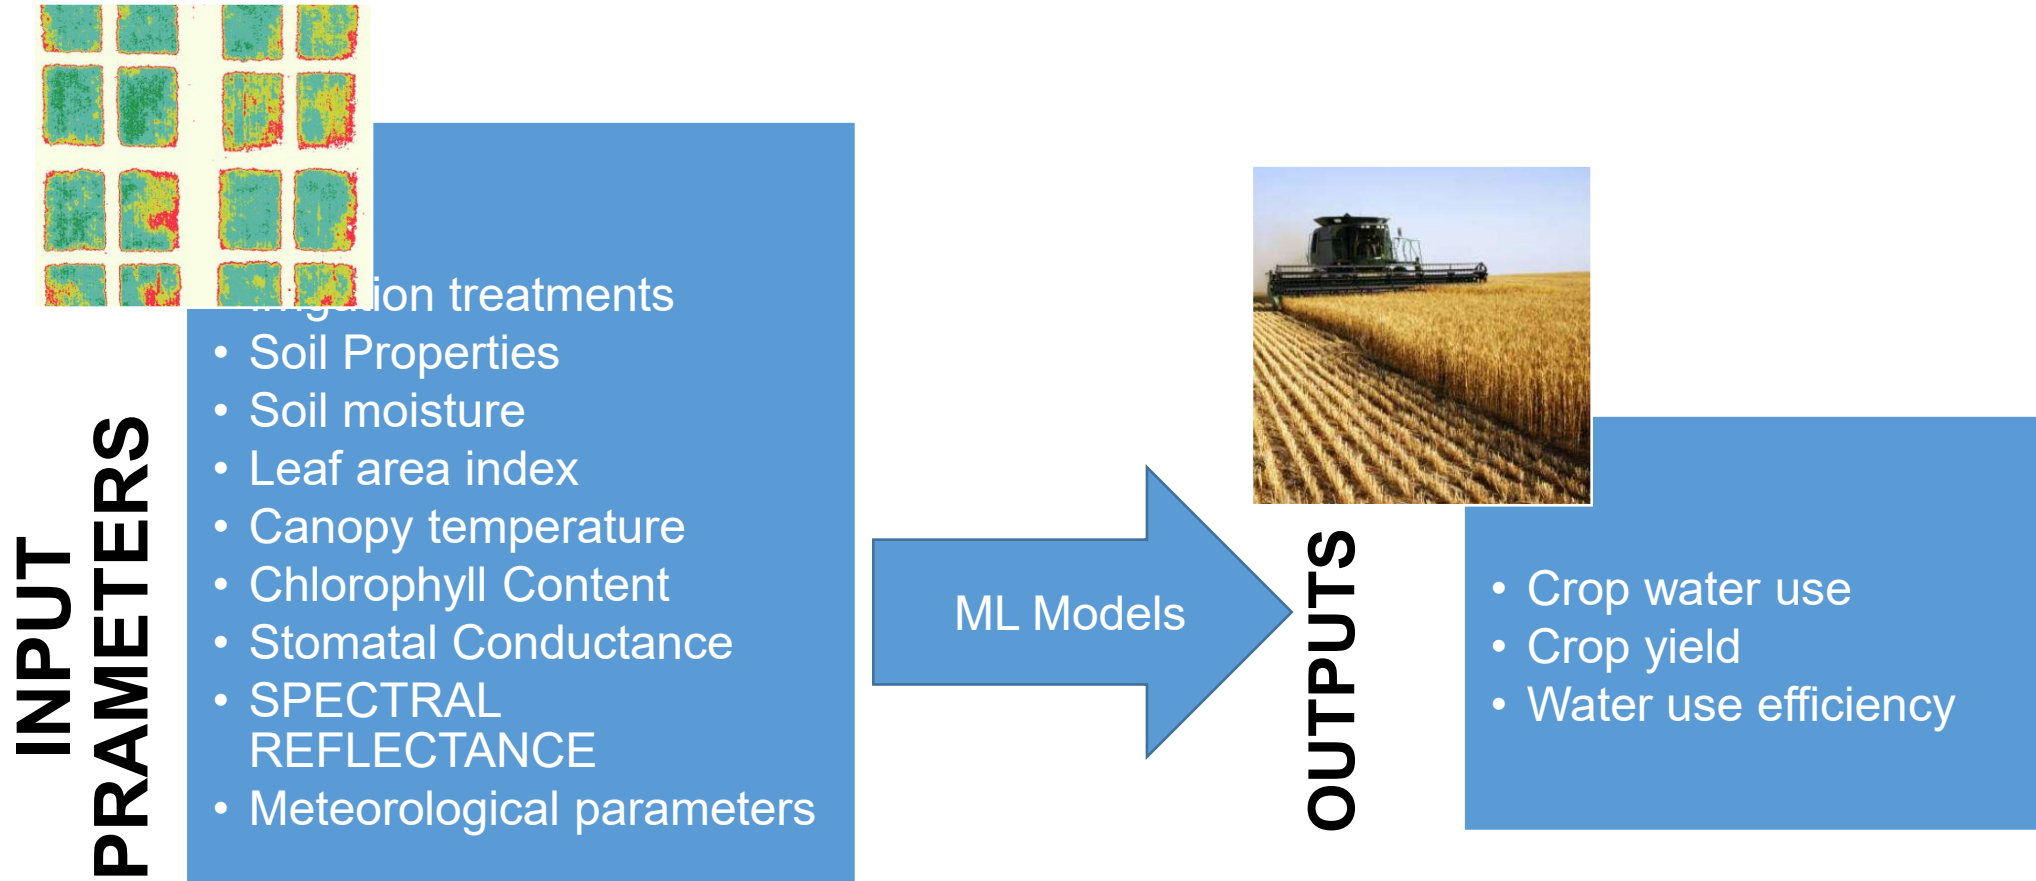 INPUT
PRAMETERS
Irrigation treatments
• Soil Properties
• Soil moisture
• Leaf area index
• Canopy temperature
• Chlorophyll Content
• Stomatal Conductance
• SPECTRAL
REFLECTANCE
• Meteorological parameters
ML Models
OUTPUTS
• Crop water use
• Crop yield
• Water use efficiency